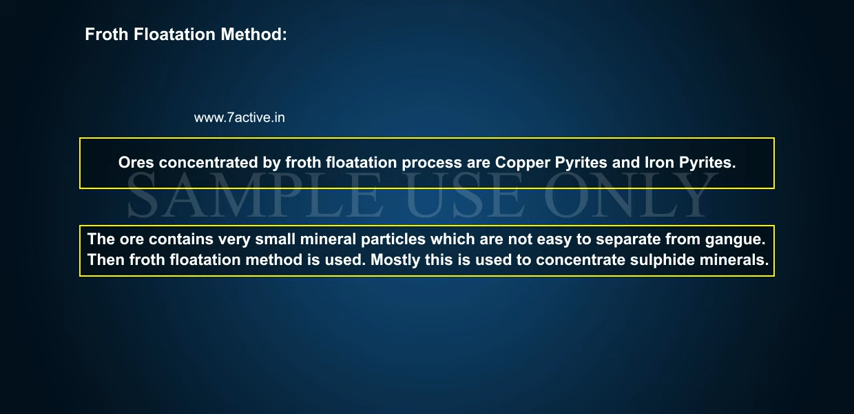 Froth Floatation Method:
www.7active.in
Ores concentrated by froth floatation process are Copper Pyrites and Iron Pyrites.
SAMPLE USE ONLY
The ore contains very small mineral particles which are not easy to separate from gangue.
Then froth floatation method is used. Mostly this is used to concentrate sulphide minerals.